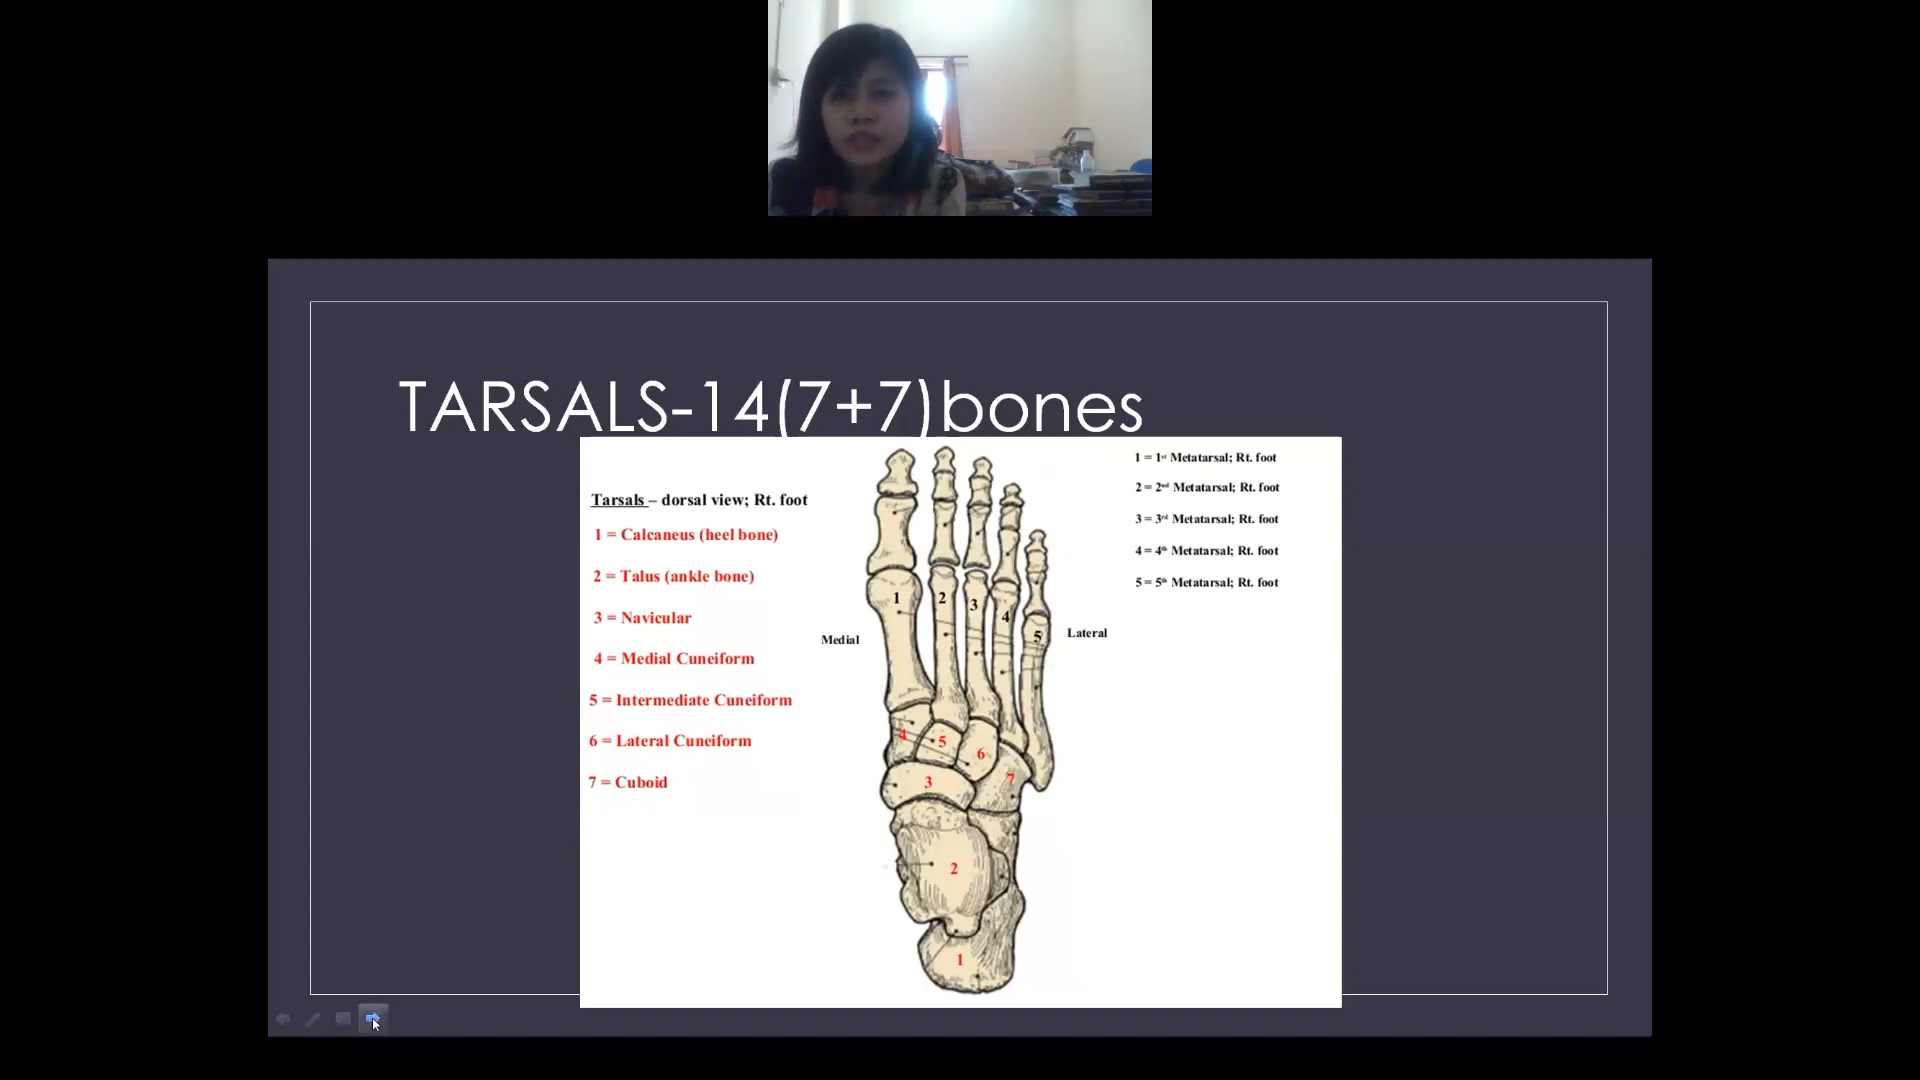 TARSALS-14(7+7)bones
Tarsals – dorsal view; Rt. foot
1 = Calcaneus (heel bone)
2 = Talus (ankle bone)
3 = Navicular
4 = Medial Cuneiform
5 = Intermediate Cuneiform
6 = Lateral Cuneiform
7 = Cuboid
1 = 1st Metatarsal; Rt. foot
2 = 2nd Metatarsal; Rt. foot
3 = 3rd Metatarsal; Rt. foot
4 = 4th Metatarsal; Rt. foot
5 = 5th Metatarsal; Rt. foot
Medial
Lateral
1
2
3
4
5
4
5
6
7
3
2
1